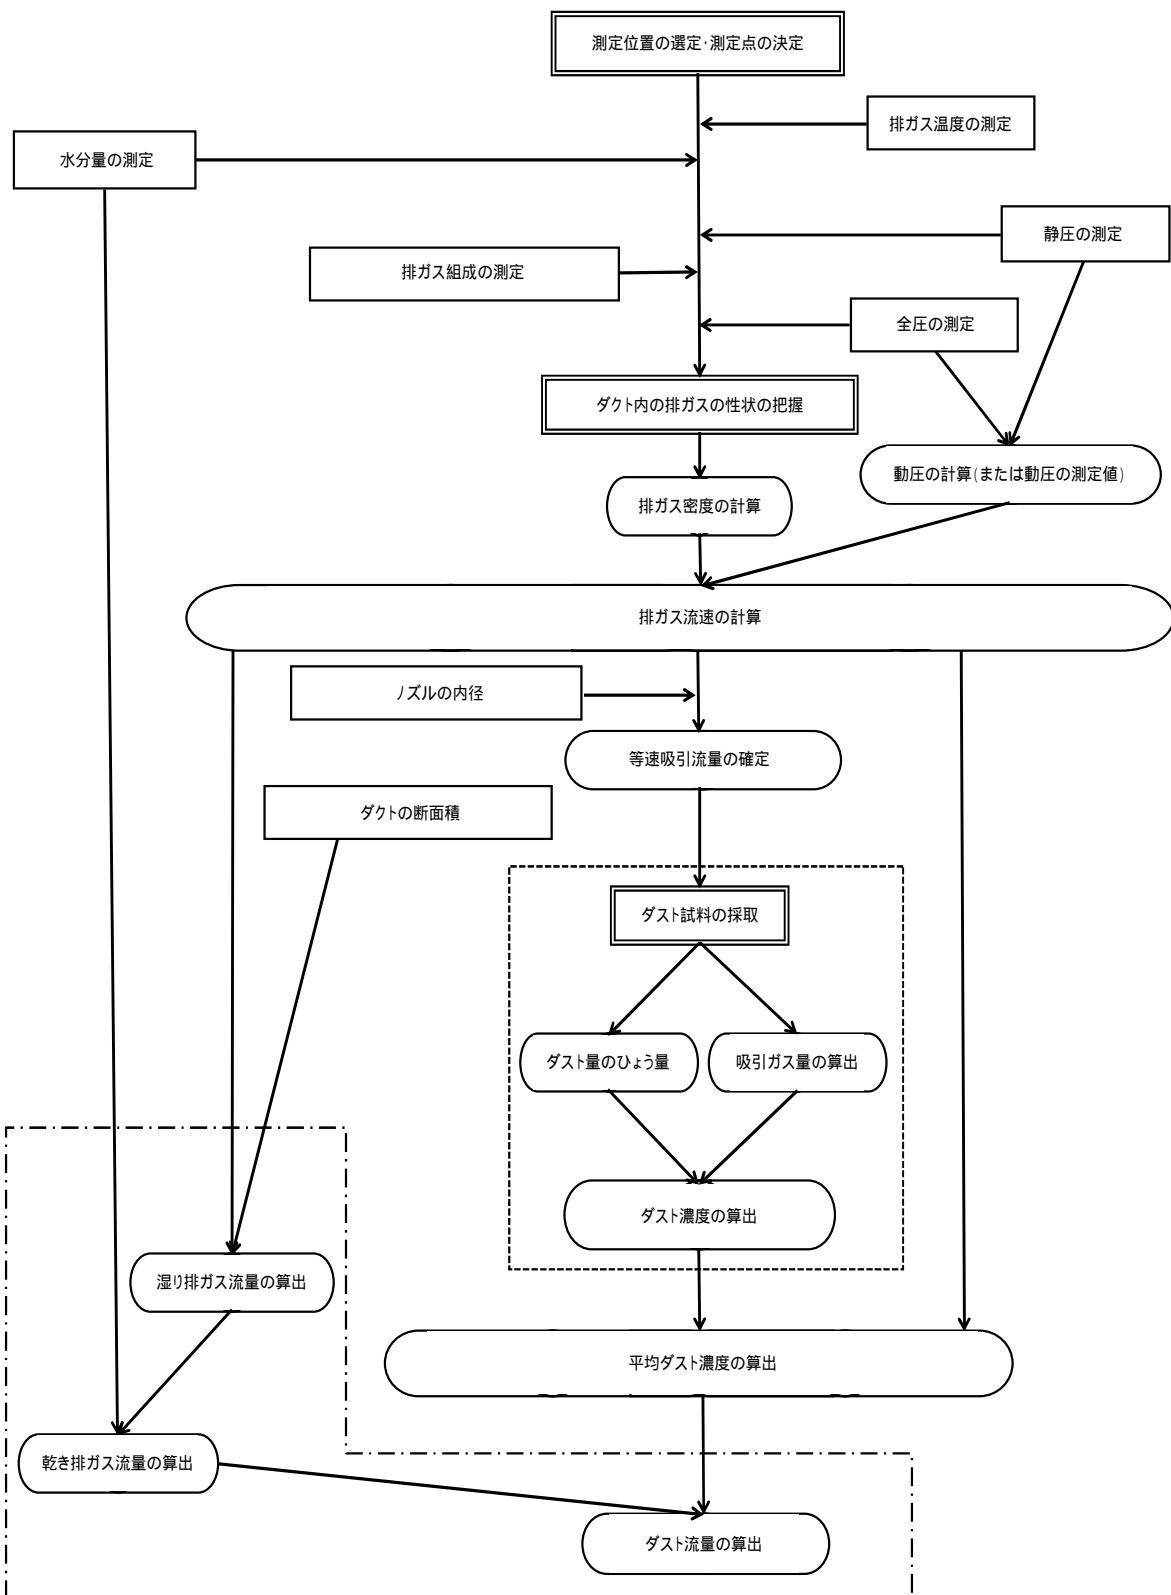 測定位置の選定･測定点の決定
排ガス温度の測定
水分量の測定
静圧の測定
排ガス組成の測定
全圧の測定
ダクト内の排ガスの性状の把握
動圧の計算(または動圧の測定値)
排ガス密度の計算
排ガス流速の計算
ノズルの内径
等速吸引流量の確定
ダクトの断面積
ダスト試料の採取
ダスト量のひょう量
吸引ガス量の算出
ダスト濃度の算出
湿り排ガス流量の算出
平均ダスト濃度の算出
乾き排ガス流量の算出
ダスト流量の算出